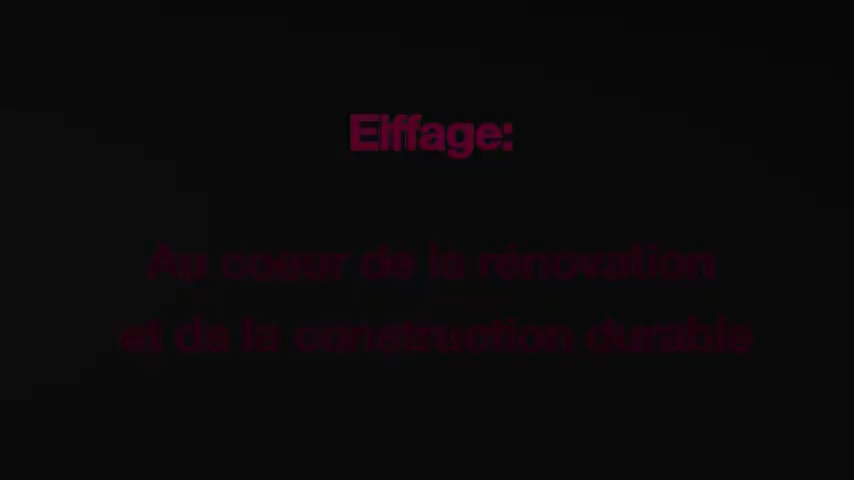 Eiffage:
Au coeur de la rénovation
et de la construction durable